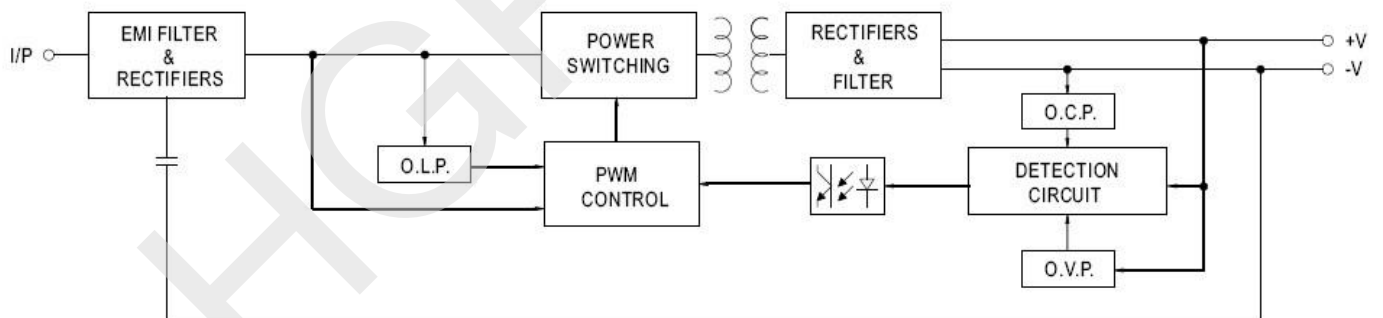 I/P
EMI FILTER
&
RECTIFIERS
POWER
SWITCHING
RECTIFIERS
&
FILTER
+V
-V
O.C.P.
O.L.P.
PWM
CONTROL
DETECTION
CIRCUIT
O.V.P.